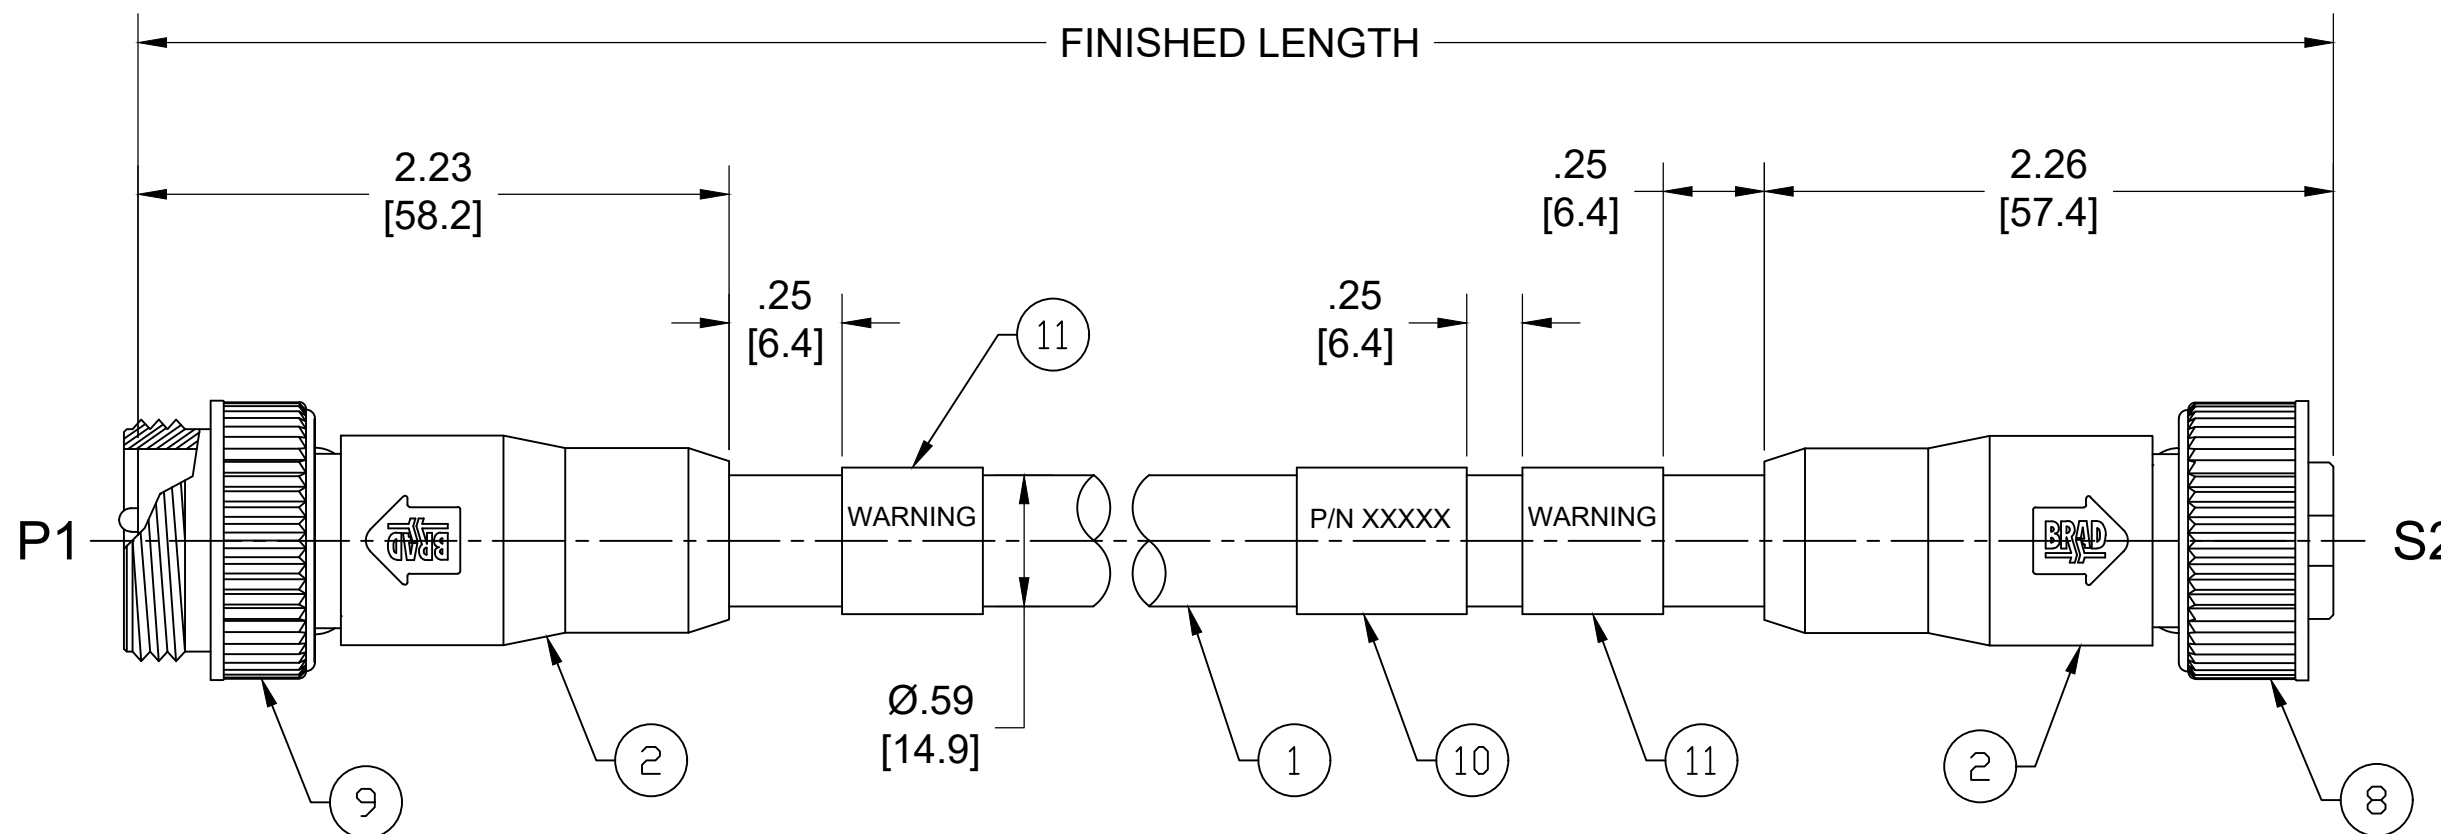 FINISHED LENGTH
2.23
[58.2]
.25
[6.4]
2.26
[57.4]
.25
[6.4]
11
.25
[6.4]
P1
BRAD
WARNING
P/N XXXXX
WARNING
BRAD
S2
Ø.59
[14.9]
9
2
1
10
11
2
8